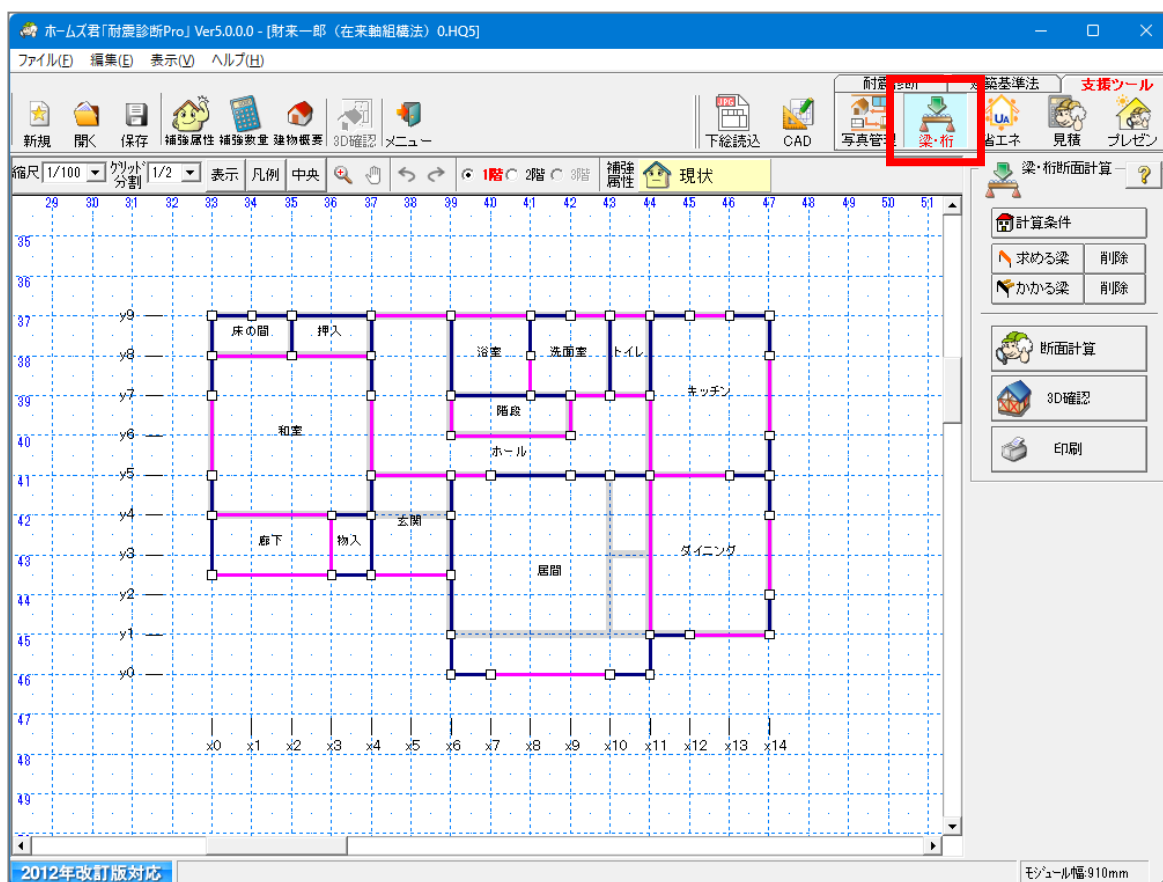 ホームズ君「耐震診断Pro」 Ver5.0.0.0 - [財来一郎（在来軸組構法）0.HQ5]
ファイル(F) 編集(E) 表示(V) ヘルプ(H)
耐震診断 建築基準法 支援ツール
新規 開く 保存 補強属性 補強数量 建物概要 3D確認 メニュー JPG 下絵読込 CAD 写真管理 梁・桁 UA 省エネ 見積 プレゼン
縮尺 1/100 グリッド分割 1/2 表示 凡例 中央 1階 2階 3階 補強属性 現状
梁・桁断面計算 ?
29 30 31 32 33 34 35 36 37 38 39 40 41 42 43 44 45 46 47 48 49 50 51
計算条件
35
求める梁 削除
36
かかる梁 削除
37 y9
床の間 押入
断面計算
38 y8
浴室 洗面室 トイレ
キッチン
39 y7
3D確認
階段
40 y6
和室
ホール
印刷
41 y5
42 y4
玄関
廊下 物入
43 y3
居間 ダイニング
44 y2
45 y1
46 y0
47
x0 x1 x2 x3 x4 x5 x6 x7 x8 x9 x10 x11 x12 x13 x14
48
49
2012年改訂版対応
モジュール幅:910mm